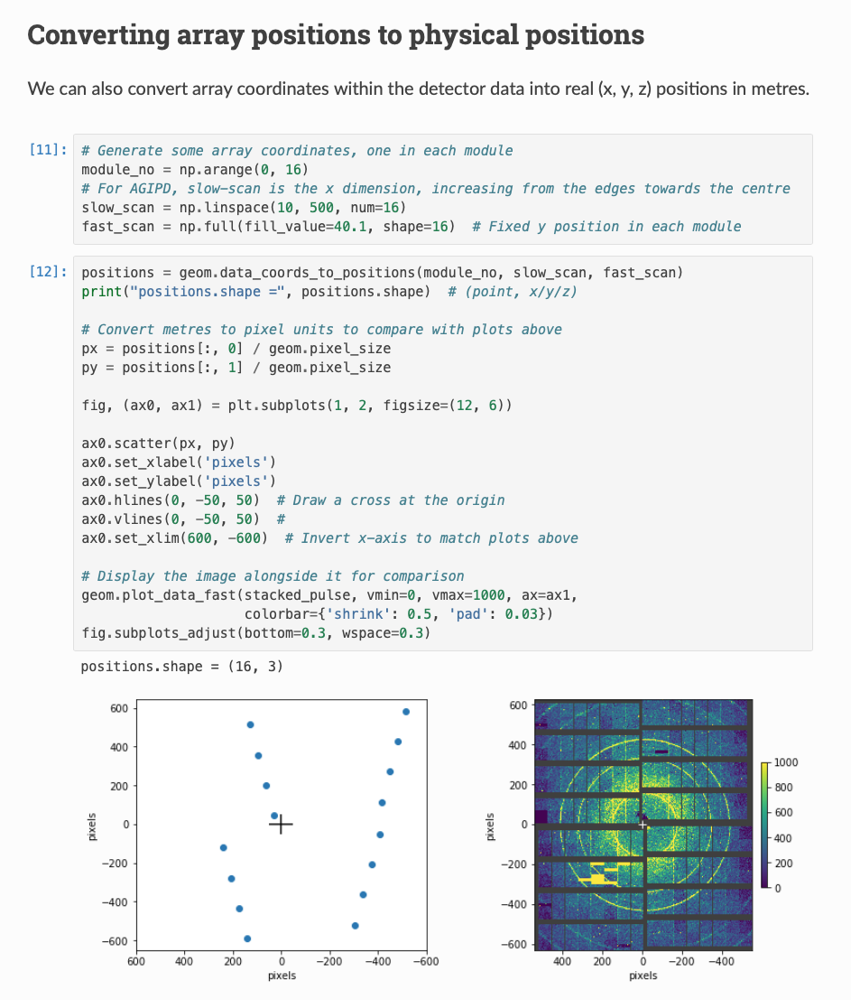 Converting array positions to physical positions
We can also convert array coordinates within the detector data into real (x, y, z) positions in metres.
[11]:
# Generate some array coordinates, one in each module
module_no = np.arange(0, 16)
# For AGIPD, slow-scan is the x dimension, increasing from the edges towards the centre
slow_scan = np.linspace(10, 500, num=16)
fast_scan = np.full(fill_value=40.1, shape=16)  # Fixed y position in each module
[12]:
positions = geom.data_coords_to_positions(module_no, slow_scan, fast_scan)
print("positions.shape =", positions.shape)  # (point, x/y/z)
# Convert metres to pixel units to compare with plots above
px = positions[:, 0] / geom.pixel_size
py = positions[:, 1] / geom.pixel_size
fig, (ax0, ax1) = plt.subplots(1, 2, figsize=(12, 6))
ax0.scatter(px, py)
ax0.set_xlabel('pixels')
ax0.set_ylabel('pixels')
ax0.hlines(0, -50, 50)  # Draw a cross at the origin
ax0.vlines(0, -50, 50)  #
ax0.set_xlim(600, -600)  # Invert x-axis to match plots above
# Display the image alongside it for comparison
geom.plot_data_fast(stacked_pulse, vmin=0, vmax=1000, ax=ax1,
                    colorbar={'shrink': 0.5, 'pad': 0.03})
fig.subplots_adjust(bottom=0.3, wspace=0.3)
positions.shape = (16, 3)
600
400
200
0
−200
−400
−600
pixels
600 400 200 0 −200 −400 −600
pixels
600
400
200
0
−200
−400
−600
pixels
400 200 0 −200 −400
pixels
1000
800
600
400
200
0